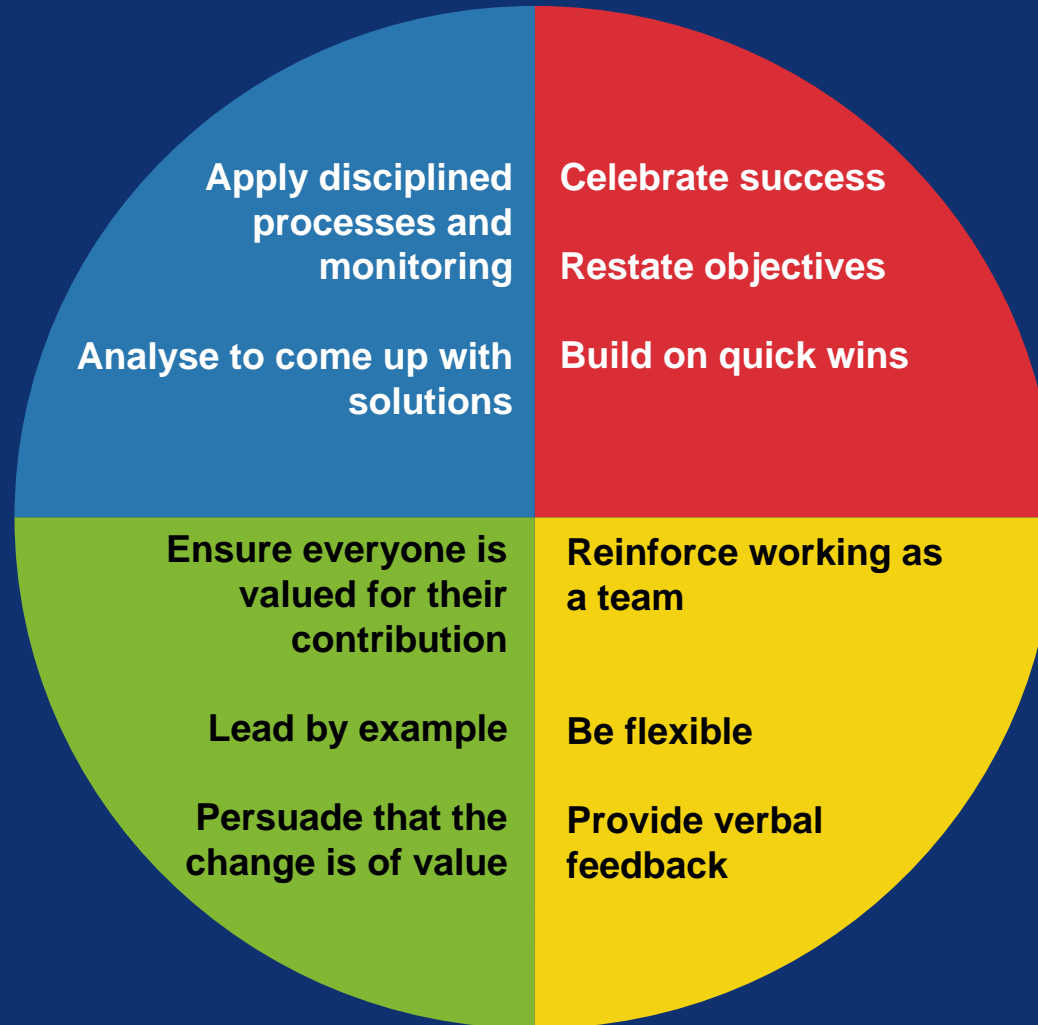 Apply disciplined
processes and
monitoring
Analyse to come up with
solutions
Celebrate success
Restate objectives
Build on quick wins
Ensure everyone is
valued for their
contribution
Lead by example
Persuade that the
change is of value
Reinforce working as
a team
Be flexible
Provide verbal
feedback